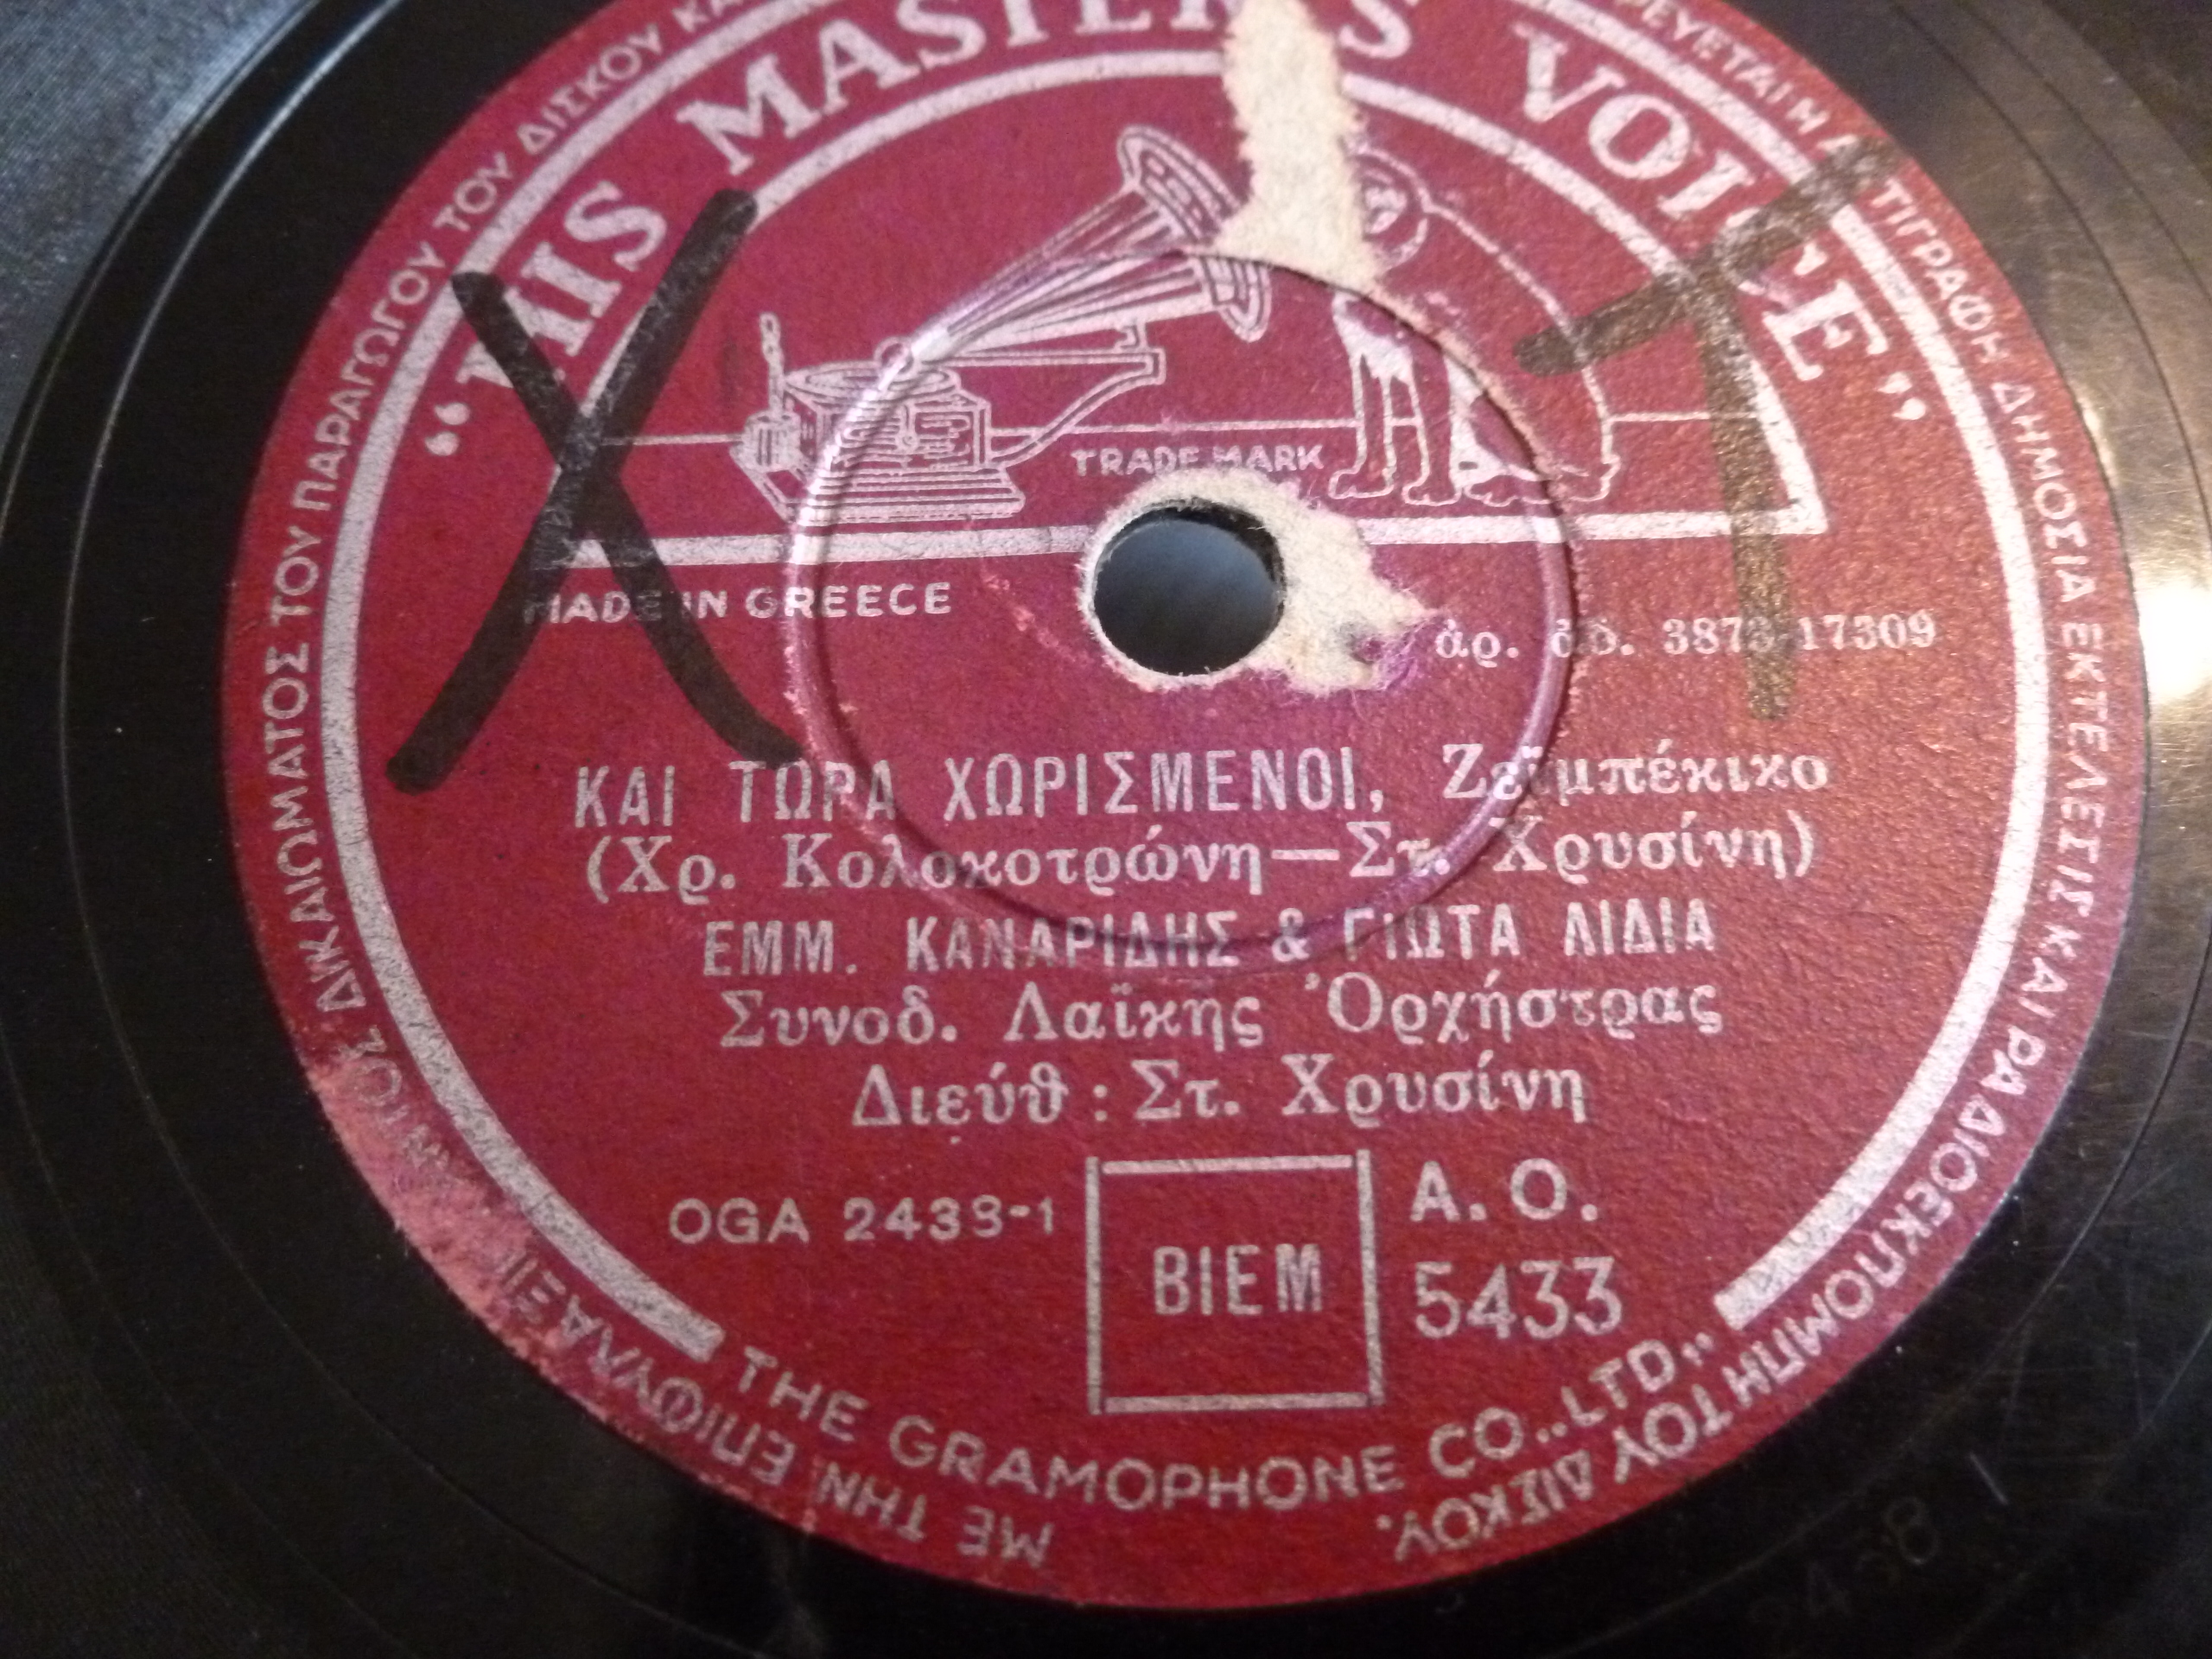 “HIS MASTER'S VOICE”
TRADE MARK
MADE IN GREECE
ἀρ. ἀδ. 3873-17309
ΚΑΙ ΤΩΡΑ ΧΩΡΙΣΜΕΝΟΙ, Ζεϊμπέκικο
(Χρ. Κολοκοτρώνη—Στ. Χρυσίνη)
ΕΜΜ. ΚΑΝΑΡΙΔΗΣ & ΓΙΩΤΑ ΛΙΔΙΑ
Συνοδ. Λαϊκης Ὀρχήστρας
Διεύθ : Στ. Χρυσίνη
OGA 2438-1
BIEM
A. O.
5433
THE GRAMOPHONE CO., LTD.,
ΜΕ ΤΗΝ ΕΠΙΦΥΛΑΞΙ ΔΙΚΑΙΩΜΑΤΟΣ ΤΟΥ ΠΑΡΑΓΩΓΟΥ ΤΟΥ ΔΙΣΚΟΥ
ΔΗΜΟΣΙΑ ΕΚΤΕΛΕΣΙΣ ΚΑΙ ΡΑΔΙΟΕΚΠΟΜΠΗ ΤΟΥ ΔΙΣΚΟΥ.